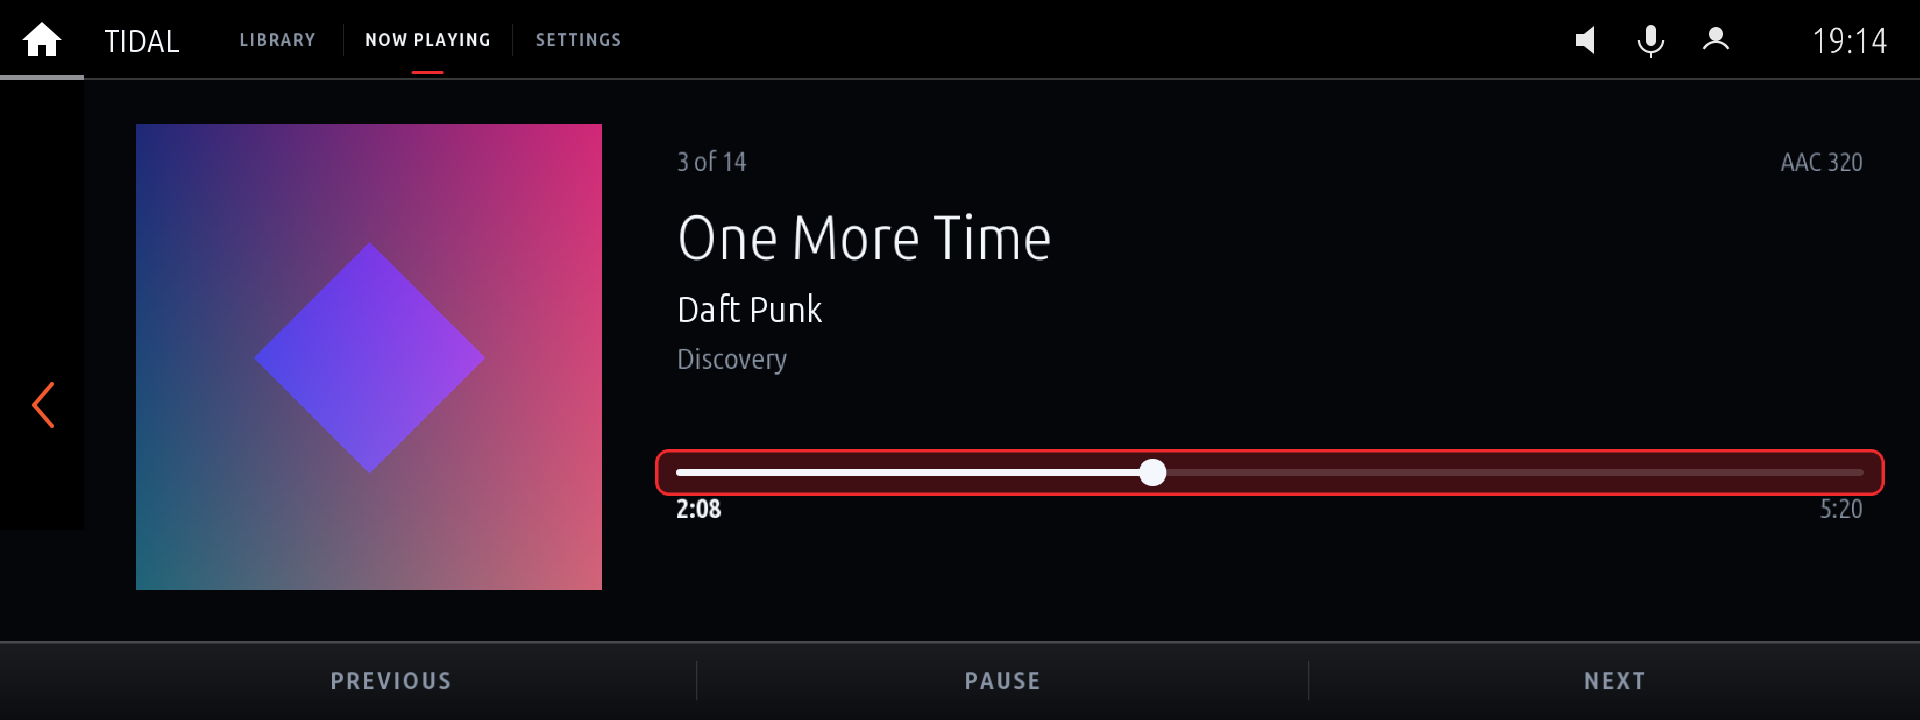 TIDAL
LIBRARY
NOW PLAYING
SETTINGS
19:14
3 of 14
AAC 320
One More Time
Daft Punk
Discovery
2:08
5:20
PREVIOUS
PAUSE
NEXT